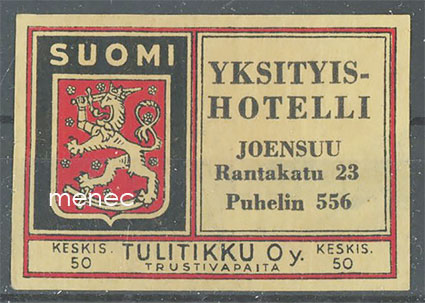 SUOMI
menec
YKSITYIS-
HOTELLI
JOENSUU
Rantakatu 23
Puhelin 556
KESKIS.
50
TULITIKKU Oy.
TRUSTIVAPAITA
KESKIS.
50